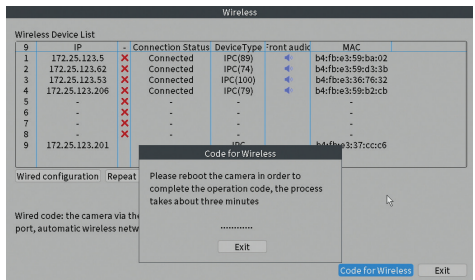 Wireless
Wireless Device List
9 IP - Connection Status DeviceType Front audio MAC
1 172.25.123.5 Connected IPC(89) b4:fb:e3:59:ba:02
2 172.25.123.62 Connected IPC(74) b4:fb:e3:59:d3:3b
3 172.25.123.53 Connected IPC(100) b4:fb:e3:36:76:32
4 172.25.123.206 Connected IPC(79) b4:fb:e3:59:b2:cb
5 - - - -
6 - - - -
7 - - - -
8 - - - -
9 172.25.123.201 IPC b4:fb:e3:37:cc:c6
Code for Wireless
Wired configuration Repeat
Please reboot the camera in order to
complete the operation code, the process
takes about three minutes
Wired code: the camera via the
port, automatic wireless netw
............
Exit
Code for Wireless Exit